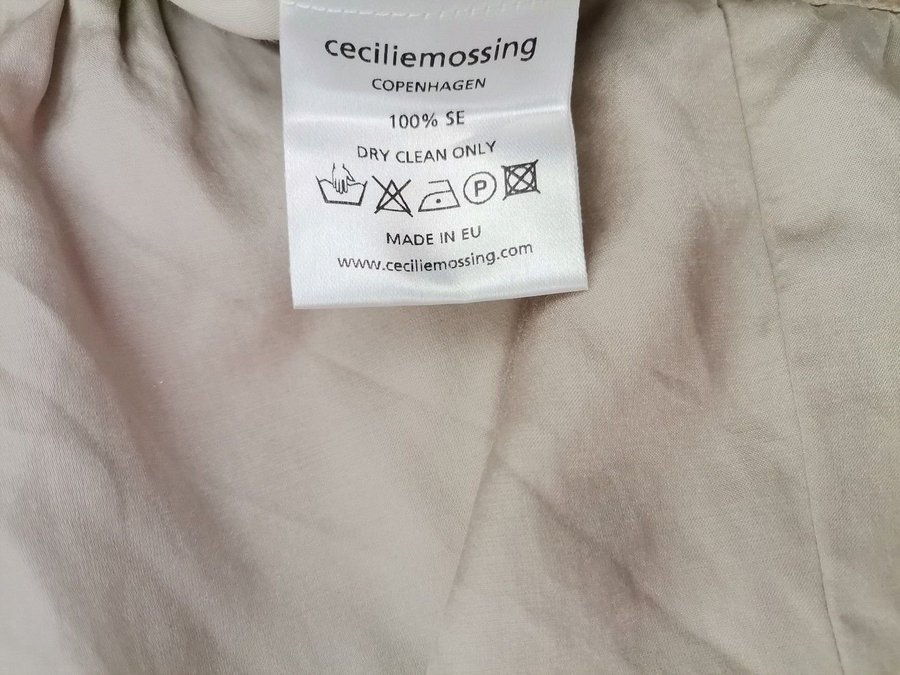 ceciliemossing
COPENHAGEN
100% SE
DRY CLEAN ONLY
P
MADE IN EU
www.ceciliemossing.com